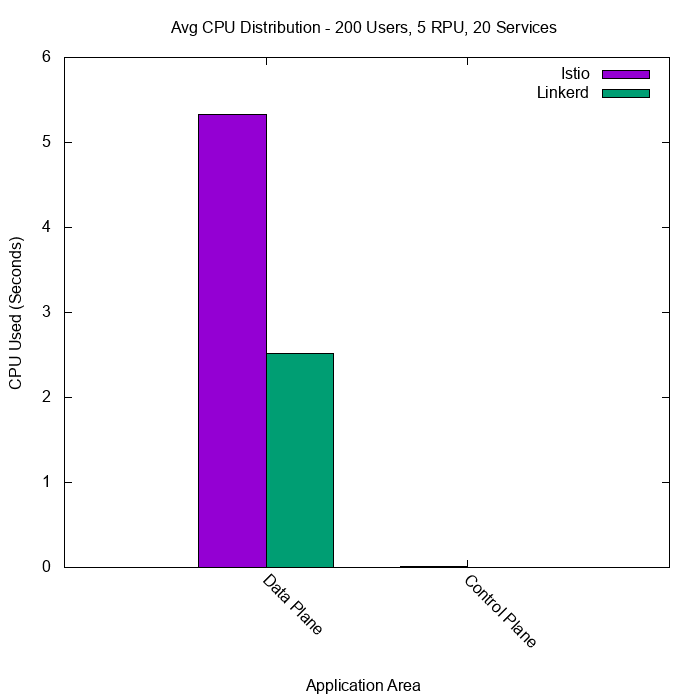 Avg CPU Distribution - 200 Users, 5 RPU, 20 Services
6
5
4
3
2
1
0
CPU Used (Seconds)
Istio
Linkerd
Data Plane
Control Plane
Application Area